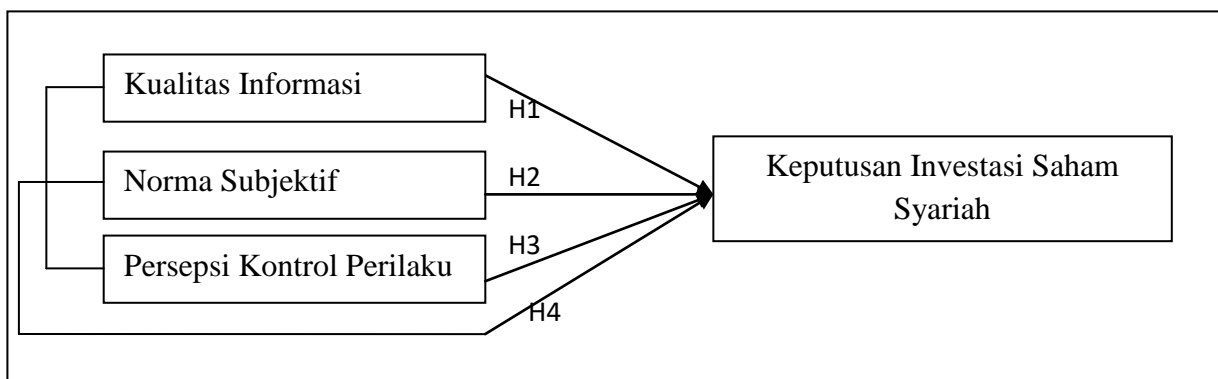 Kualitas Informasi
H1
Norma Subjektif
H2
Persepsi Kontrol Perilaku
H3
H4
Keputusan Investasi Saham
Syariah